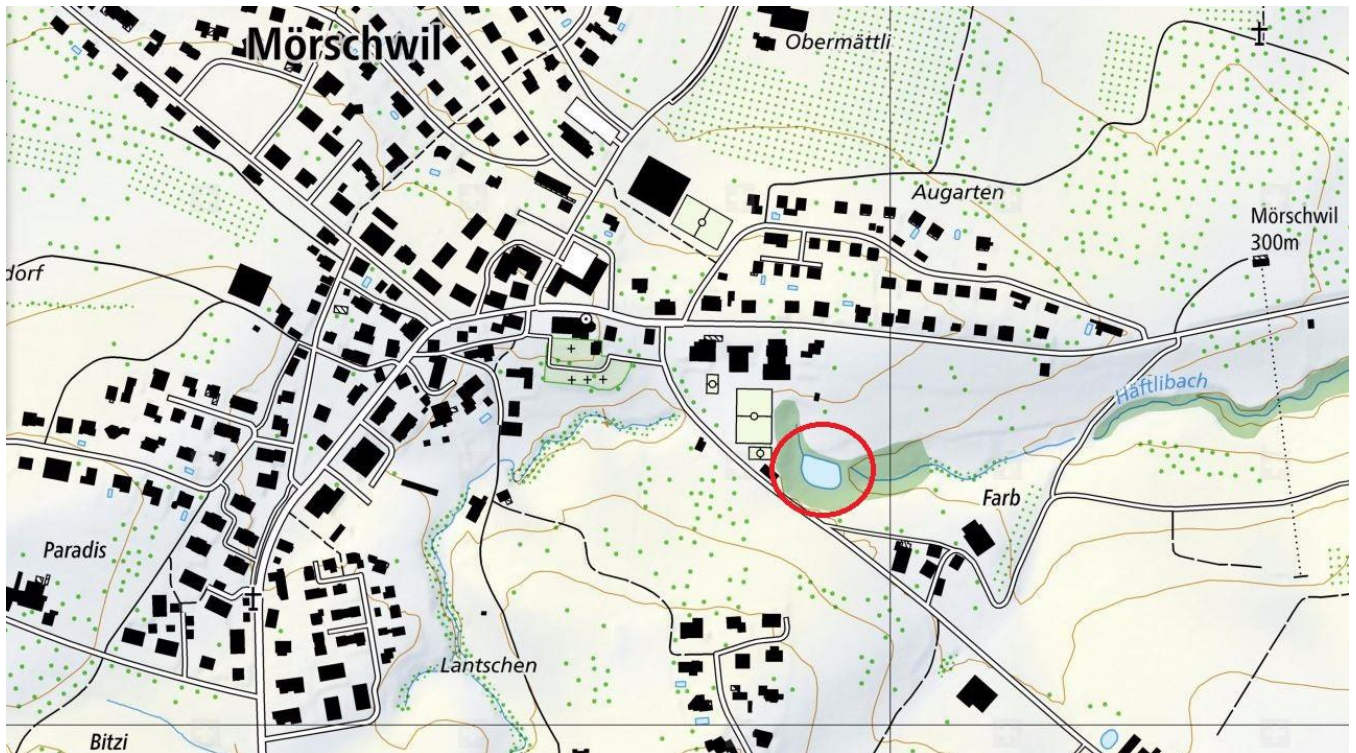 Mörschwil
Obermättli
Augarten
Mörschwil
300m
dorf
Häftlibach
Farb
Paradis
Lantschen
Bitzi